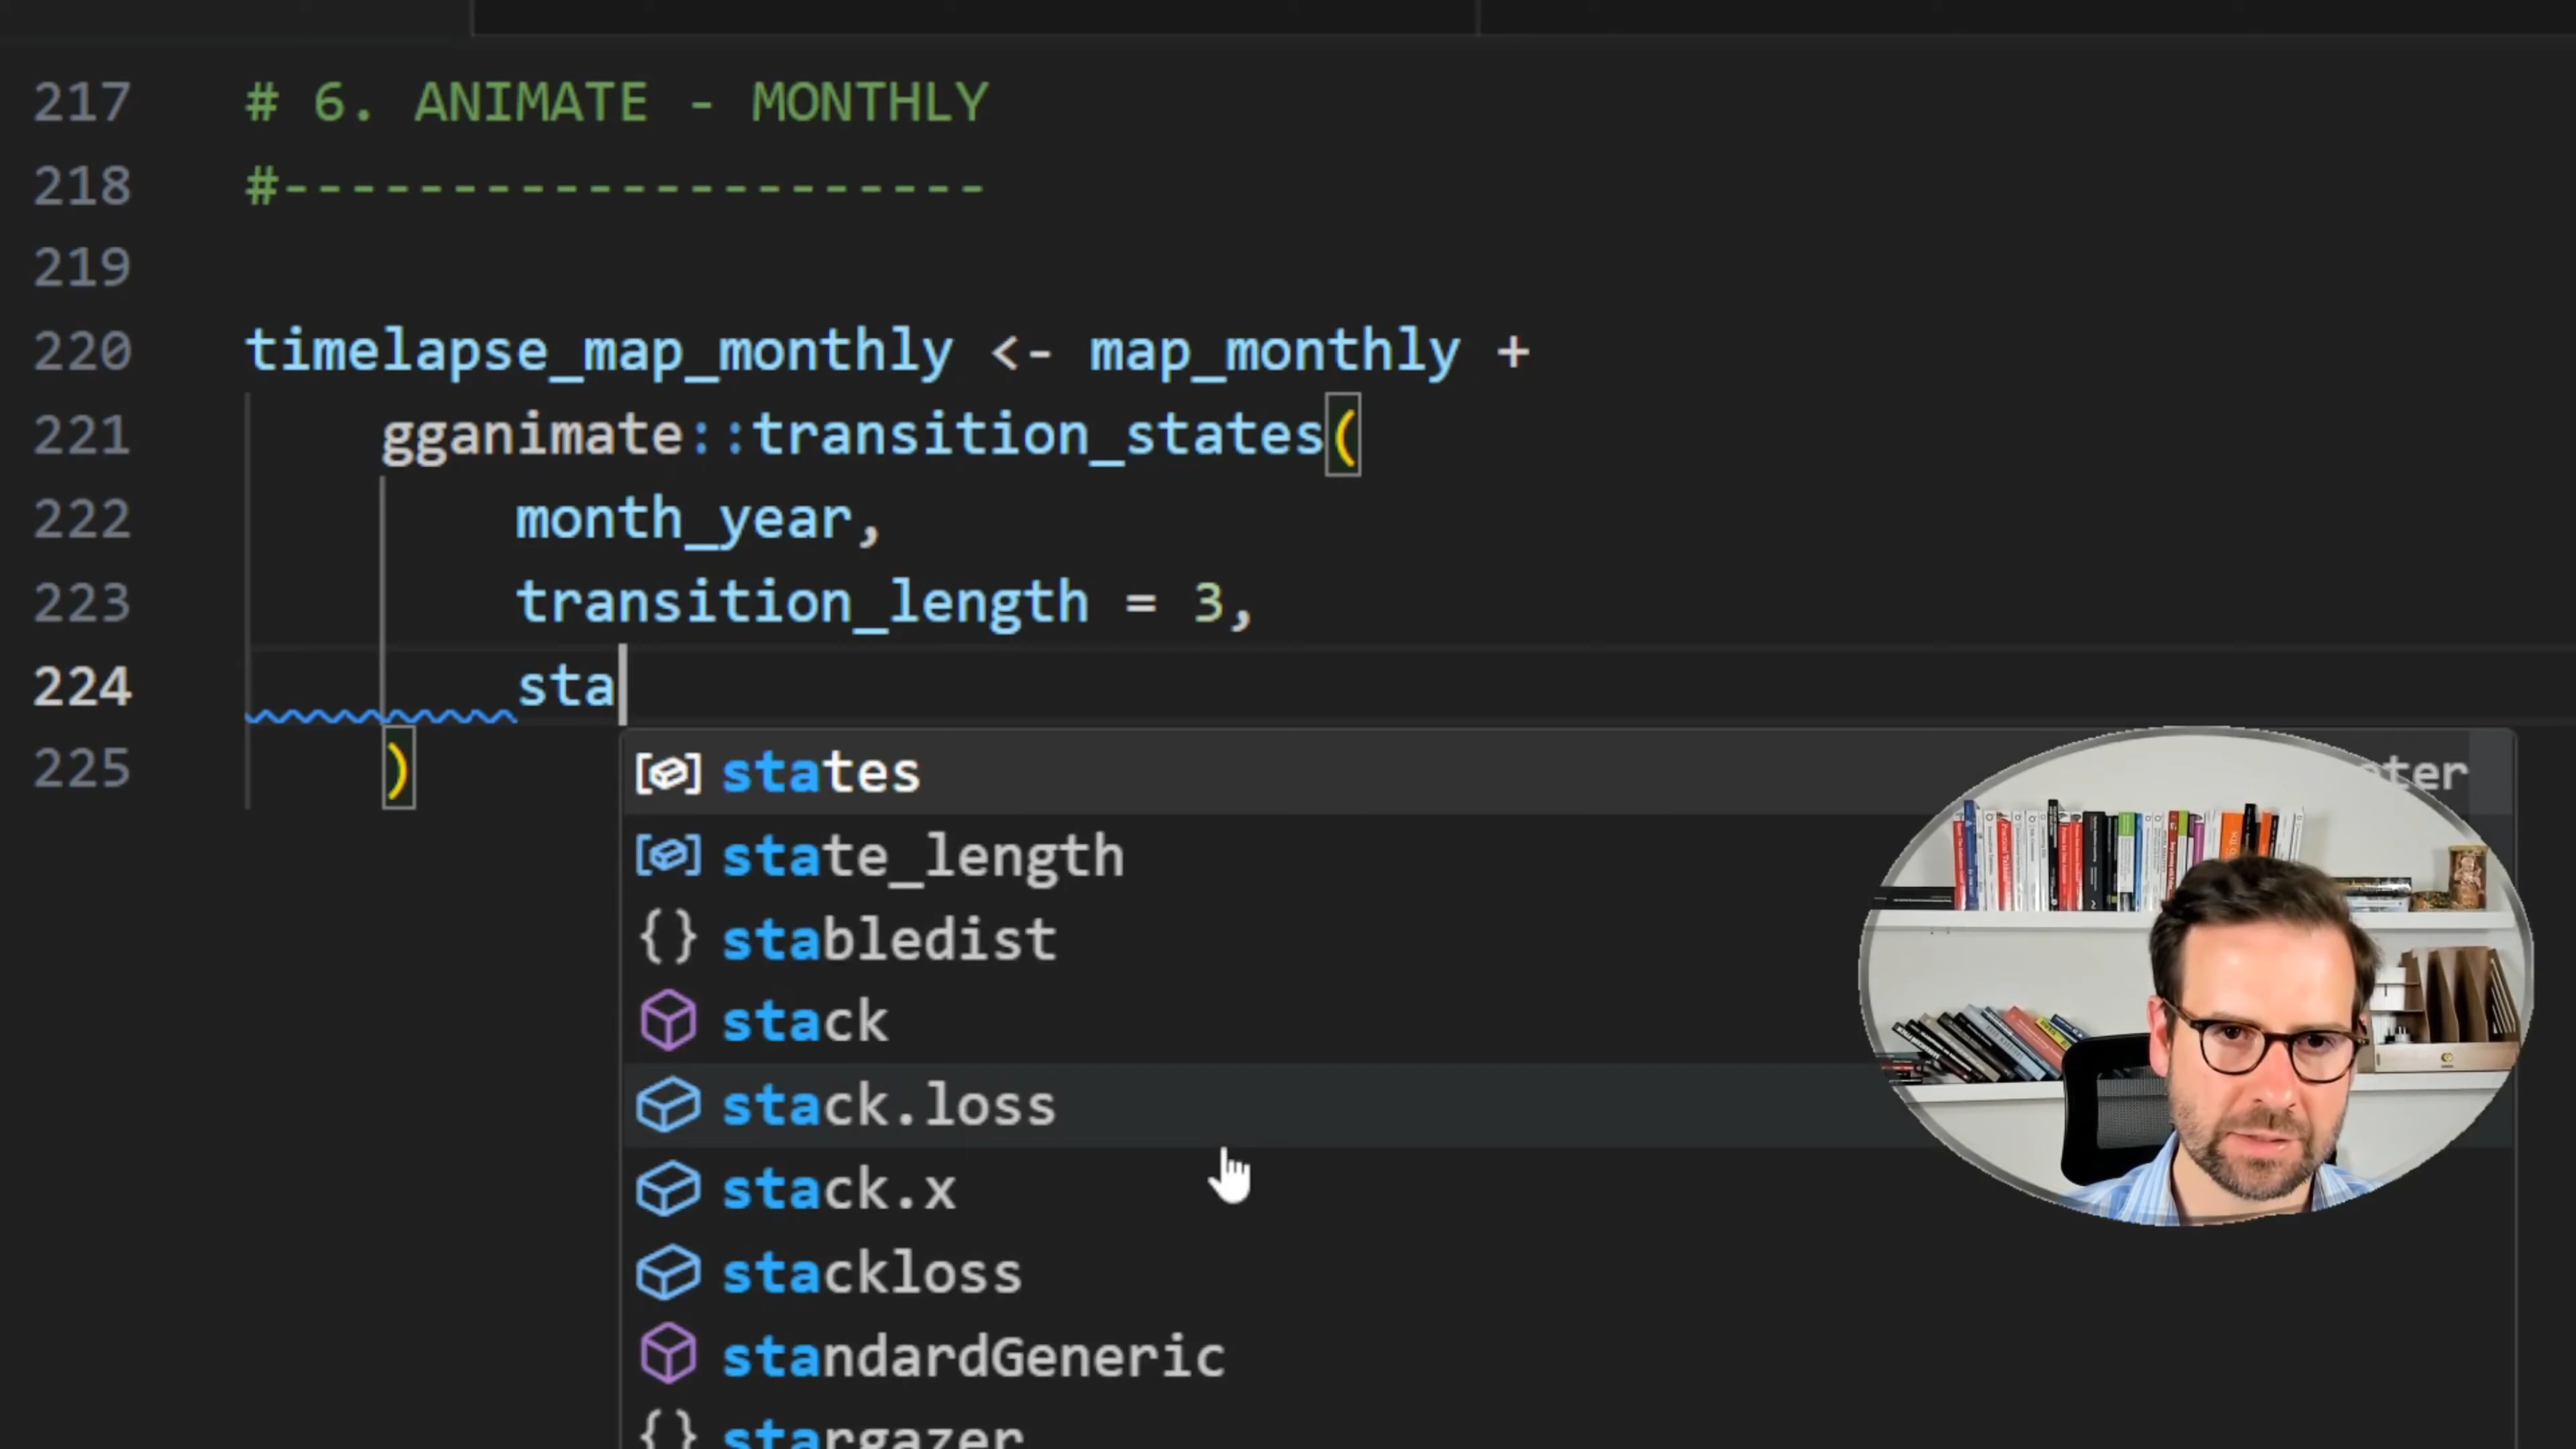 217 # 6. ANIMATE - MONTHLY
218 #---------------------
219
220 timelapse_map_monthly <- map_monthly +
221 gganimate::transition_states(
222 month_year,
223 transition_length = 3,
224 sta
225 )
states
state_length
stabledist
stack
stack.loss
stack.x
stackloss
standardGeneric
stargazer